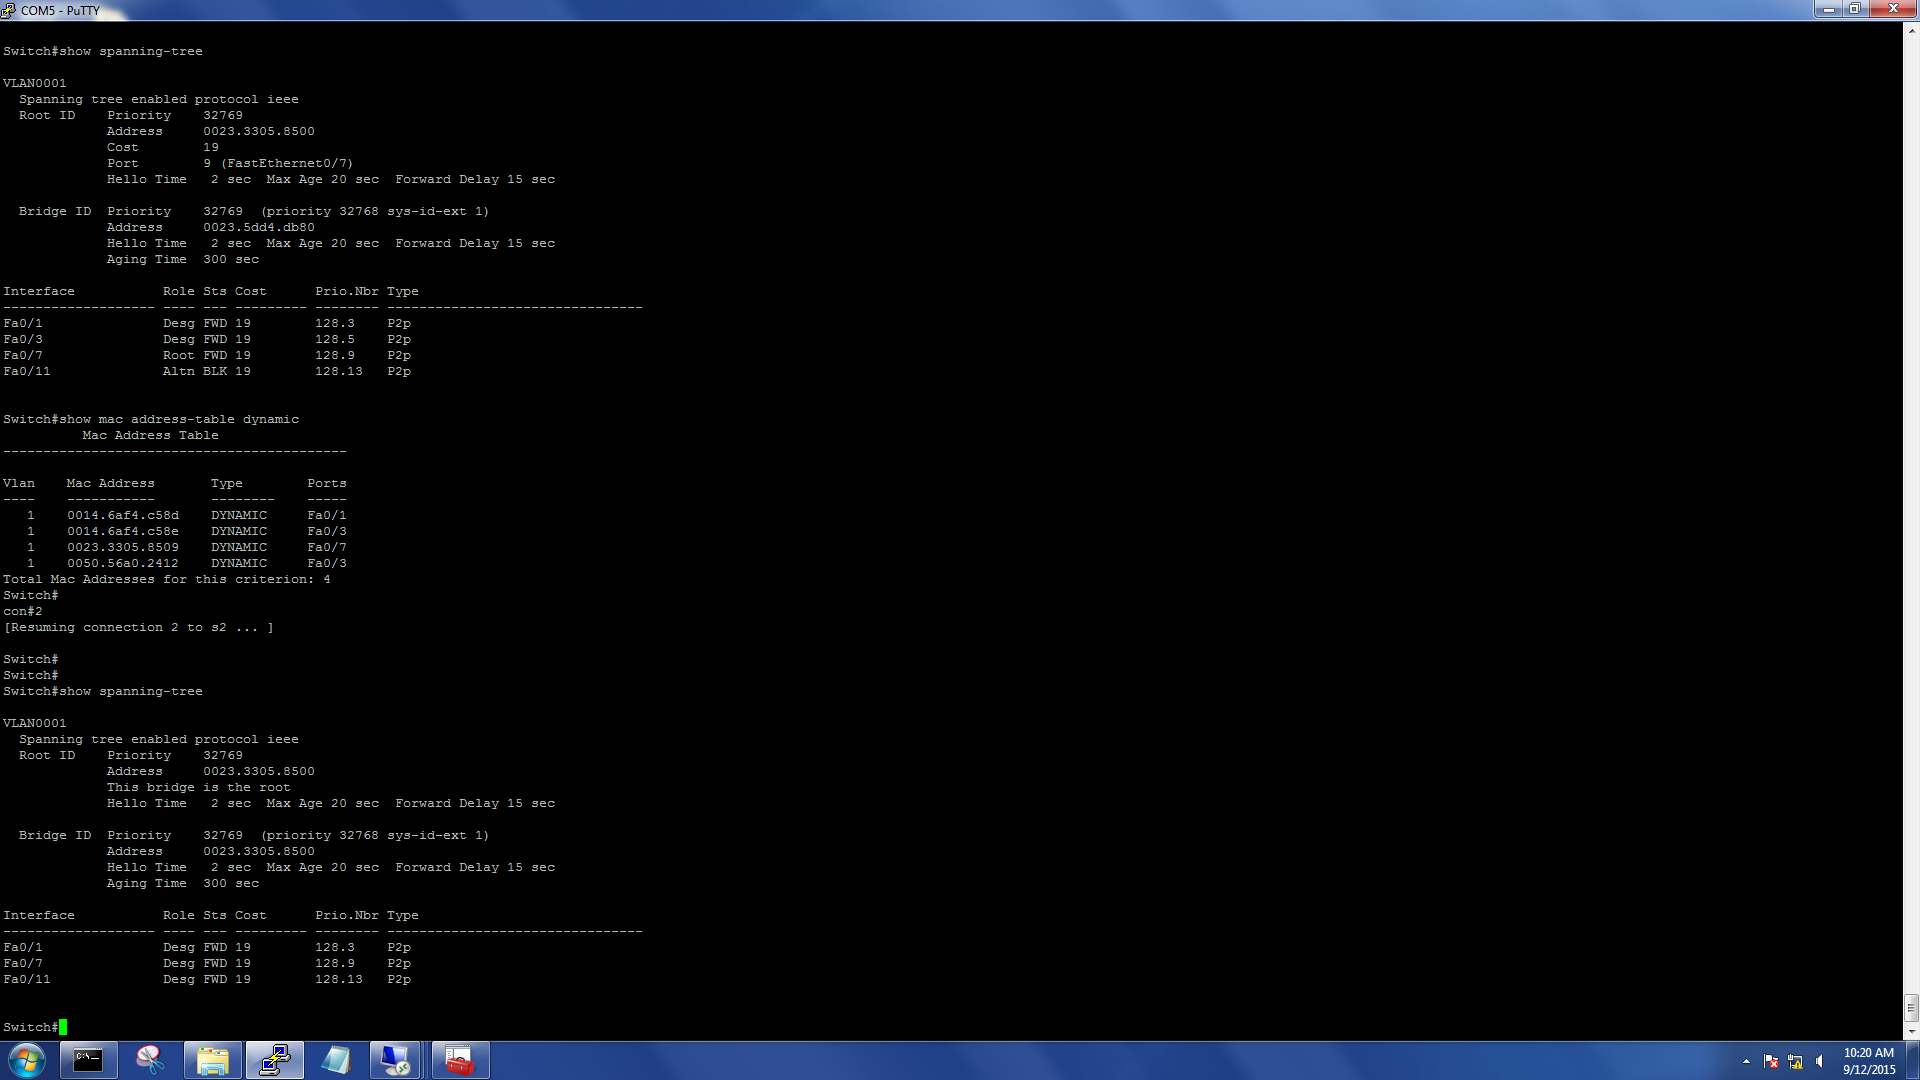 COM5 - PuTTY
Switch#show spanning-tree
VLAN0001
  Spanning tree enabled protocol ieee
  Root ID    Priority    32769
             Address     0023.3305.8500
             Cost        19
             Port        9 (FastEthernet0/7)
             Hello Time   2 sec  Max Age 20 sec  Forward Delay 15 sec
  Bridge ID  Priority    32769  (priority 32768 sys-id-ext 1)
             Address     0023.5dd4.db80
             Hello Time   2 sec  Max Age 20 sec  Forward Delay 15 sec
             Aging Time  300 sec
Interface           Role Sts Cost      Prio.Nbr Type
------------------- ---- --- --------- -------- --------------------------------
Fa0/1               Desg FWD 19        128.3    P2p
Fa0/3               Desg FWD 19        128.5    P2p
Fa0/7               Root FWD 19        128.9    P2p
Fa0/11              Altn BLK 19        128.13   P2p
Switch#show mac address-table dynamic
          Mac Address Table
-------------------------------------------
Vlan    Mac Address       Type        Ports
----    -----------       --------    -----
   1    0014.6af4.c58d    DYNAMIC     Fa0/1
   1    0014.6af4.c58e    DYNAMIC     Fa0/3
   1    0023.3305.8509    DYNAMIC     Fa0/7
   1    0050.56a0.2412    DYNAMIC     Fa0/3
Total Mac Addresses for this criterion: 4
Switch#
con#2
[Resuming connection 2 to s2 ... ]
Switch#
Switch#
Switch#show spanning-tree
VLAN0001
  Spanning tree enabled protocol ieee
  Root ID    Priority    32769
             Address     0023.3305.8500
             This bridge is the root
             Hello Time   2 sec  Max Age 20 sec  Forward Delay 15 sec
  Bridge ID  Priority    32769  (priority 32768 sys-id-ext 1)
             Address     0023.3305.8500
             Hello Time   2 sec  Max Age 20 sec  Forward Delay 15 sec
             Aging Time  300 sec
Interface           Role Sts Cost      Prio.Nbr Type
------------------- ---- --- --------- -------- --------------------------------
Fa0/1               Desg FWD 19        128.3    P2p
Fa0/7               Desg FWD 19        128.9    P2p
Fa0/11              Desg FWD 19        128.13   P2p
Switch#
C:\_
10:20 AM
9/12/2015